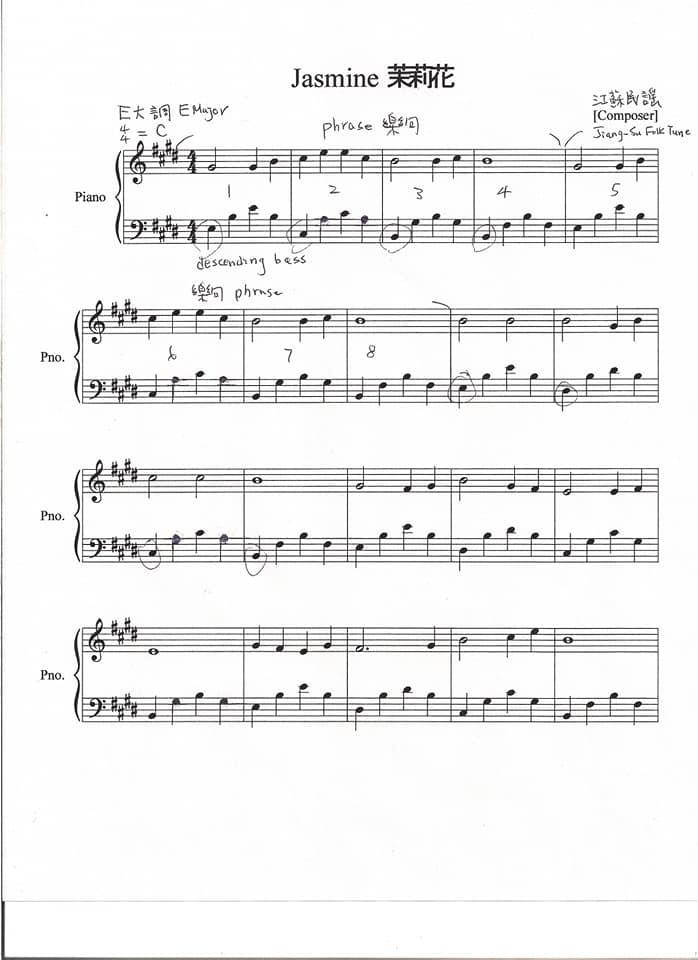 Jasmine 茉莉花
E大調 E Major
4/4 = C
phrase 樂句
江蘇民謠
[Composer]
Jiang-Su Folk Tune
Piano
1 2 3 4 5
descending bass
樂句 phrase
Pno.
6 7 8
Pno.
Pno.